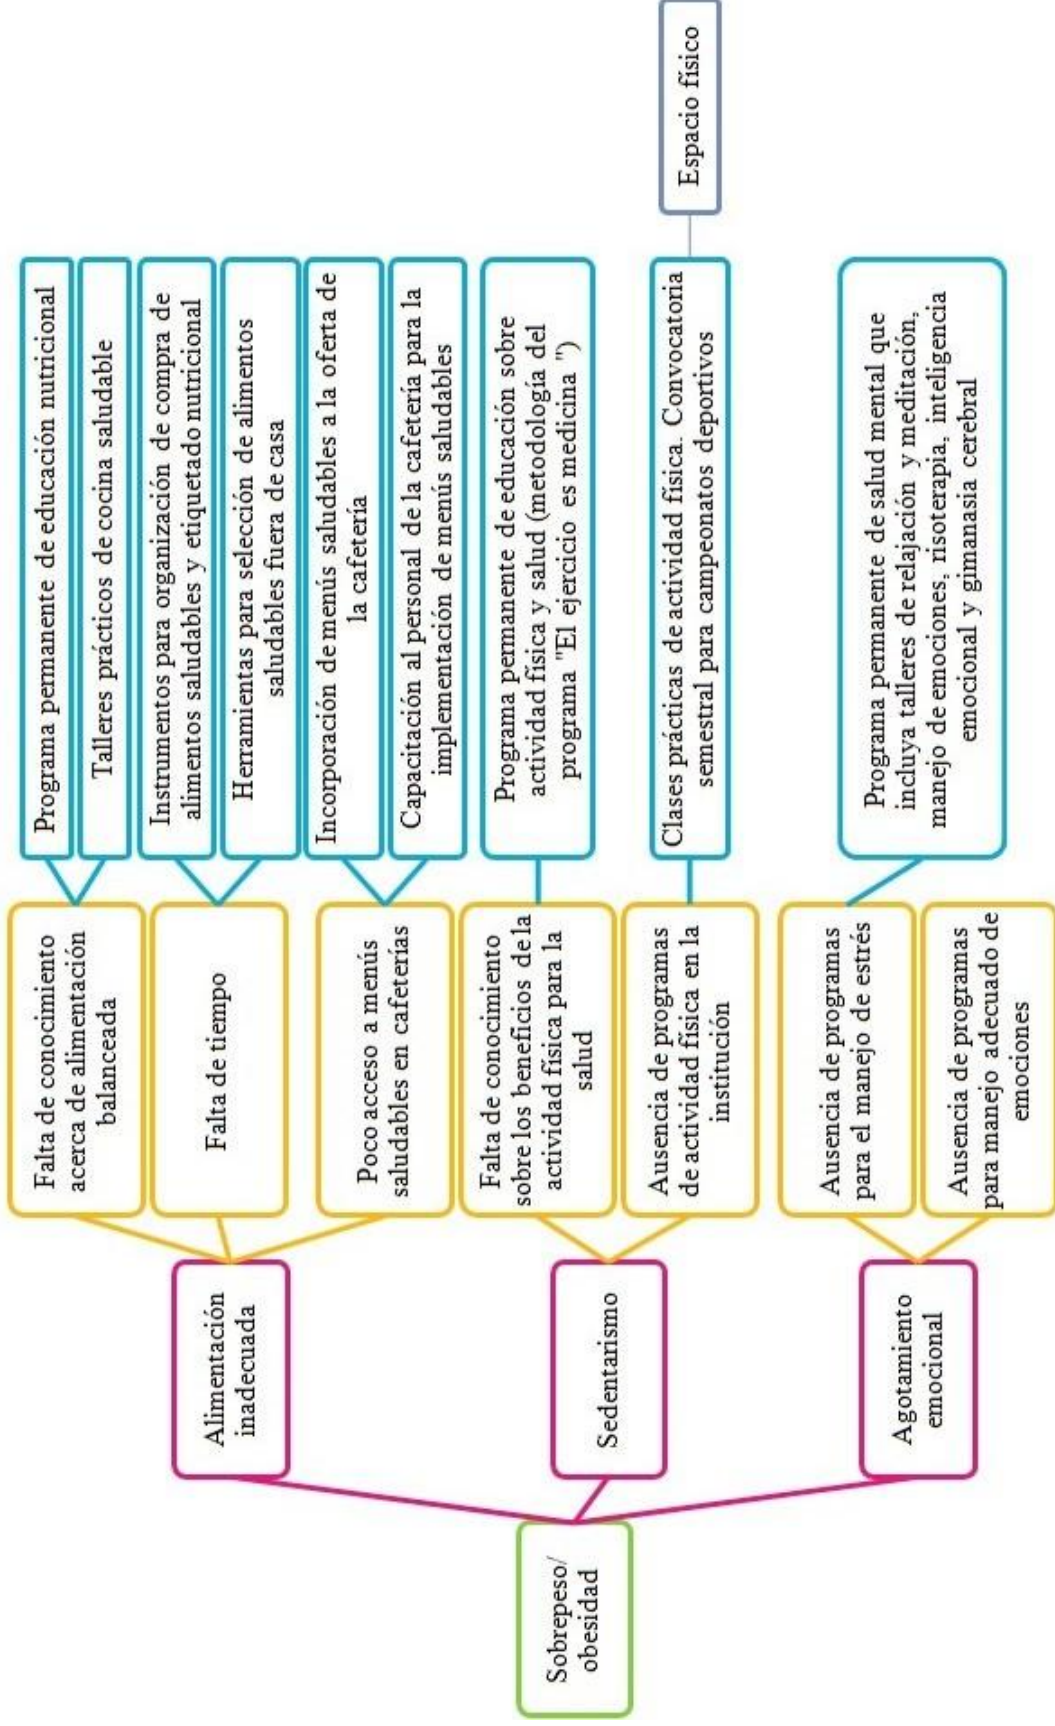 Sobrepeso/
obesidad
Alimentación
inadecuada
Sedentarismo
Agotamiento
emocional
Falta de conocimiento
acerca de alimentación
balanceada
Falta de tiempo
Poco acceso a menús
saludables en cafeterías
Falta de conocimiento
sobre los beneficios de la
actividad física para la
salud
Ausencia de programas
de actividad física en la
institución
Ausencia de programas
para el manejo de estrés
Ausencia de programas
para manejo adecuado de
emociones
Programa permanente de educación nutricional
Talleres prácticos de cocina saludable
Instrumentos para organización de compra de
alimentos saludables y etiquetado nutricional
Herramientas para selección de alimentos
saludables fuera de casa
Incorporación de menús saludables a la oferta de
la cafetería
Capacitación al personal de la cafetería para la
implementación de menús saludables
Programa permanente de educación sobre
actividad física y salud (metodología del
programa "El ejercicio es medicina ")
Clases prácticas de actividad física. Convocatoria
semestral para campeonatos deportivos
Programa permanente de salud mental que
incluya talleres de relajación y meditación,
manejo de emociones, risoterapia, inteligencia
emocional y gimanasia cerebral
Espacio físico